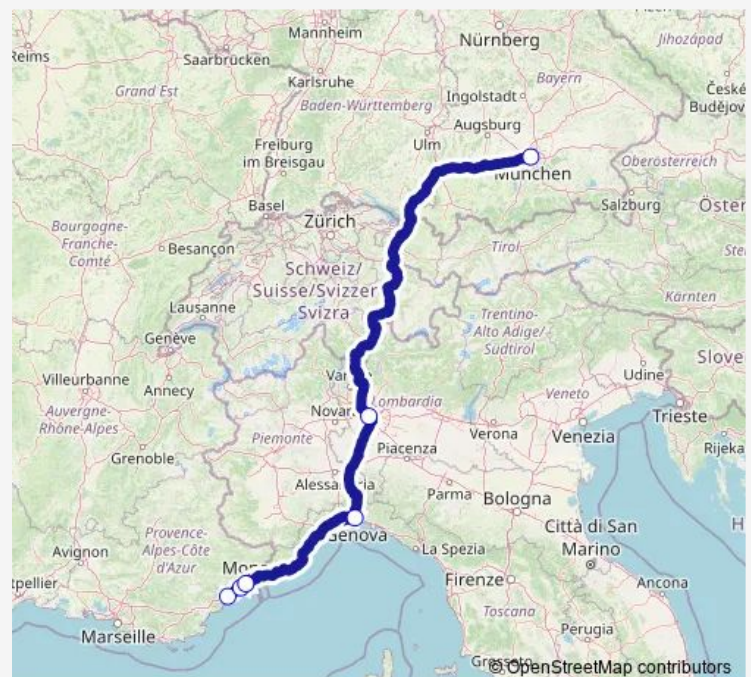 Mannheim
Nürnberg
Jihozápad
Reims
Saarbrücken
Karlsruhe
Bayern
Grand Est
Baden-Württemberg
Ingolstadt
České
Budějov
Augsburg
Freiburg
im Breisgau
Ulm
München
Oberösterreich
Basel
Zürich
Salzburg
Öster
Bourgogne-
Franche-
Comté
Besançon
Tirol
Schweiz/
Suisse/Svizzer
Svizra
Lausanne
Kärnten
Trentino-
Alto Adige/
Südtirol
Genève
Slove
Villeurbanne
Annecy
Udine
Auvergne-
Rhône-Alpes
Novar
ombardia
Veneto
Trieste
Grenoble
Piemonte
Piacenza
Verona
Venezia
Rijeka
Parma
Bologna
Genova
Provence-
Alpes-Côte
d'Azur
La Spezia
Città di San
Marino
Avignon
Mon
tpellier
Firenze
Ancona
Toscana
Marseille
Perugia
© OpenStreetMap contributors